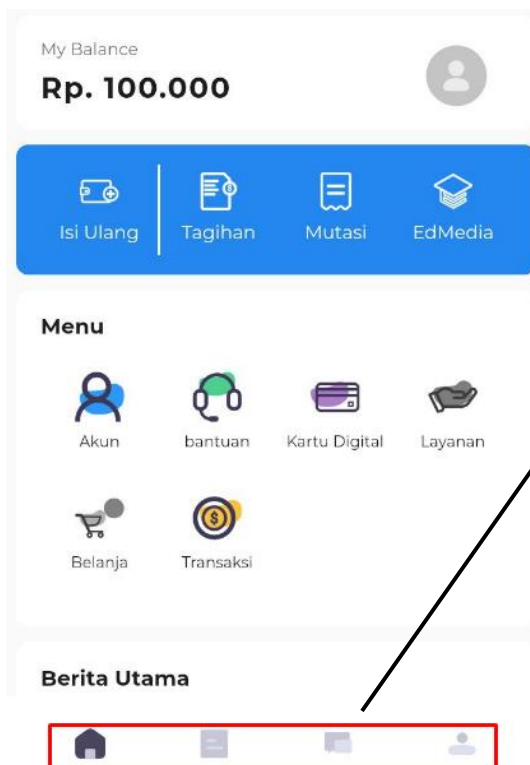 My Balance
Rp. 100.000
Isi Ulang Tagihan Mutasi EdMedia
Menu
Akun bantuan Kartu Digital Layanan
Belanja Transaksi
Berita Utama